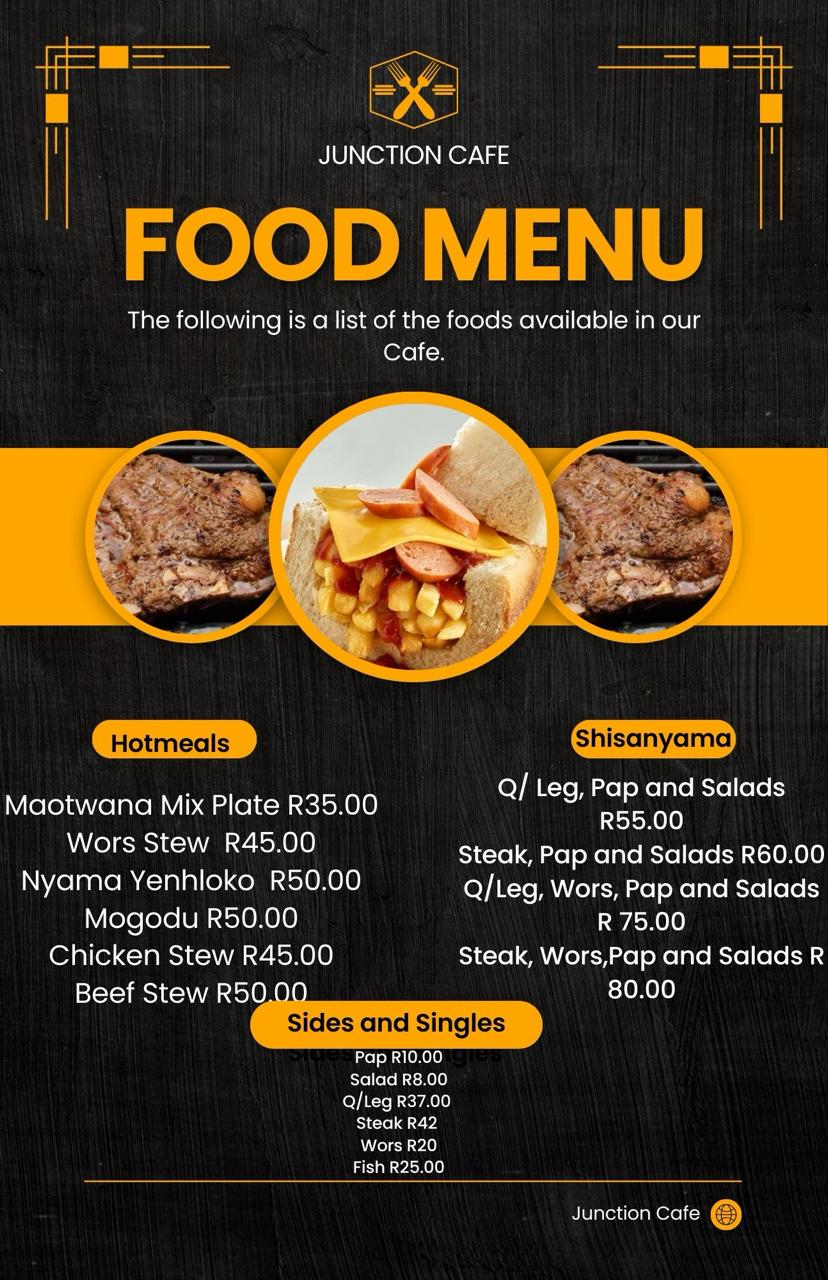 JUNCTION CAFE
FOOD MENU
The following is a list of the foods available in our
Cafe.
Hotmeals
Maotwana Mix Plate R35.00
Wors Stew  R45.00
Nyama Yenhloko  R50.00
Mogodu R50.00
Chicken Stew R45.00
Beef Stew R50.00
Shisanyama
Q/ Leg, Pap and Salads
R55.00
Steak, Pap and Salads R60.00
Q/Leg, Wors, Pap and Salads
R 75.00
Steak, Wors,Pap and Salads R
80.00
Sides and Singles
Sides and Singles
Pap R10.00
Salad R8.00
Q/Leg R37.00
Steak R42
Wors R20
Fish R25.00
Junction Cafe